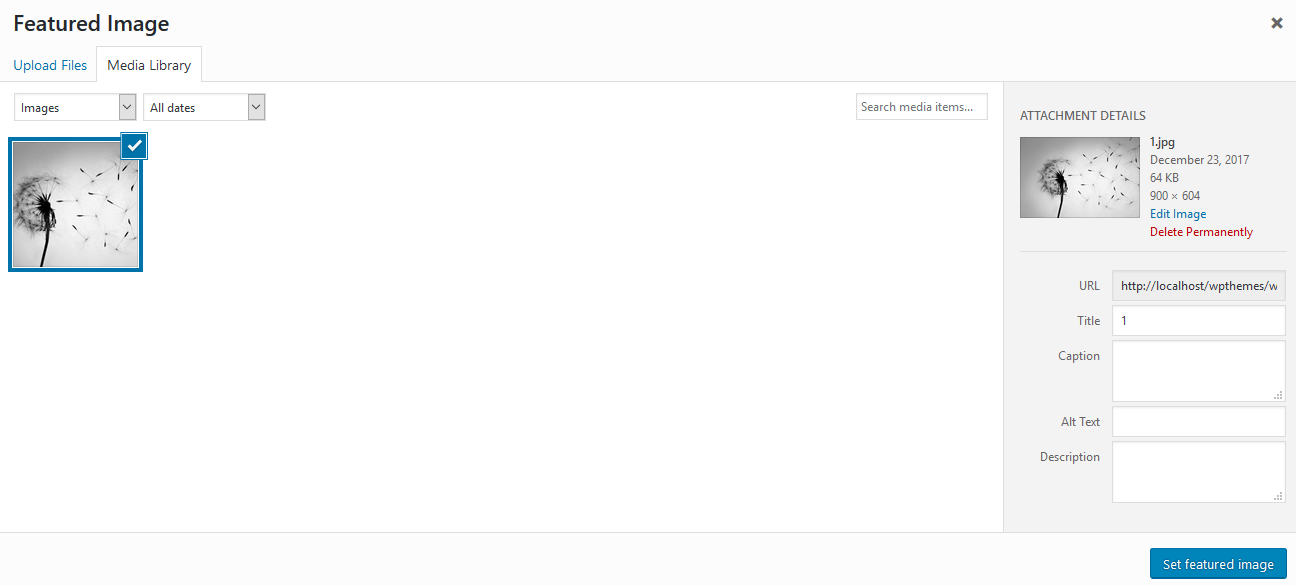 Featured Image
Upload Files
Media Library
Images
All dates
Search media items...
ATTACHMENT DETAILS
1.jpg
December 23, 2017
64 KB
900 × 604
Edit Image
Delete Permanently
URL
http://localhost/wpthemes/w
Title
1
Caption
Alt Text
Description
Set featured image